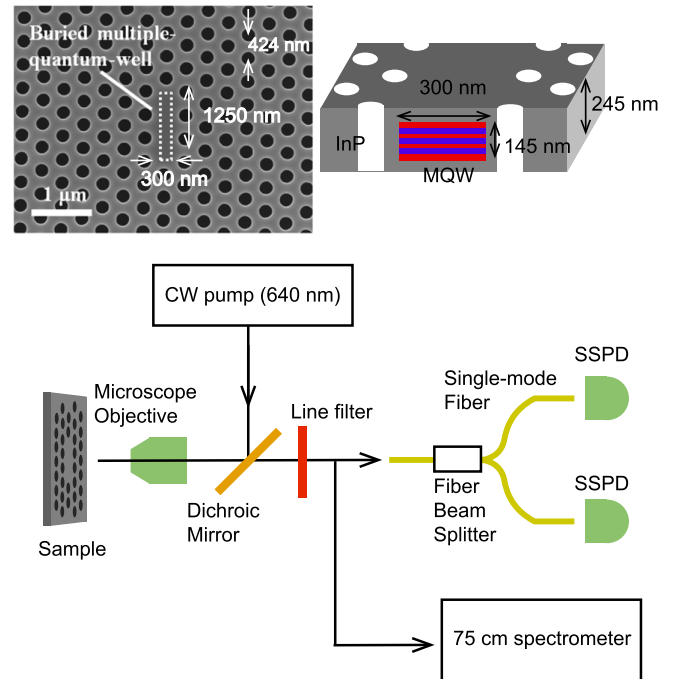 Buried multiple-
quantum-well
424 nm
1250 nm
300 nm
1 µm
300 nm
245 nm
InP
145 nm
MQW
CW pump (640 nm)
SSPD
Single-mode
Fiber
Microscope
Objective
Line filter
SSPD
Fiber
Beam
Splitter
Dichroic
Mirror
Sample
75 cm spectrometer